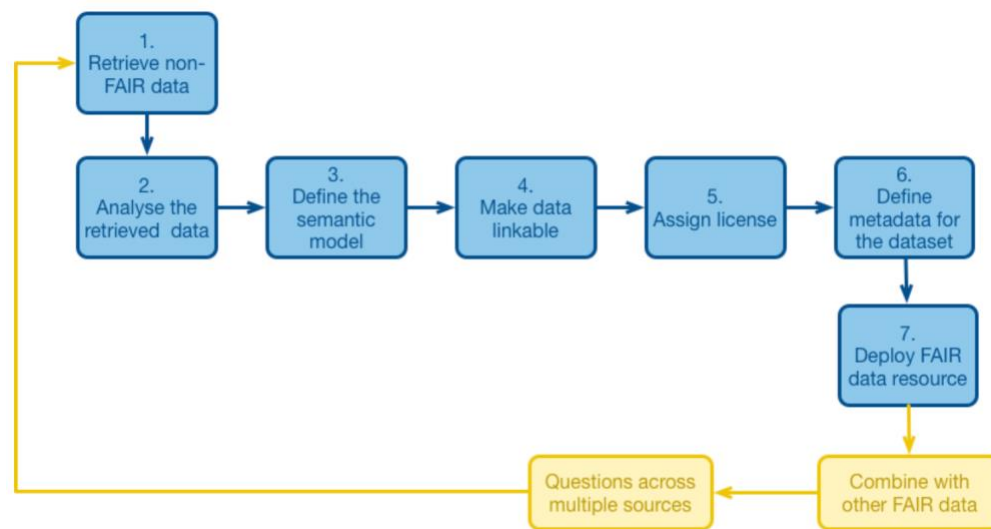 1.
Retrieve non-
FAIR data
2.
Analyse the
retrieved data
3.
Define the
semantic
model
4.
Make data
linkable
5.
Assign license
6.
Define
metadata for
the dataset
7.
Deploy FAIR
data resource
Combine with
other FAIR data
Questions across
multiple sources